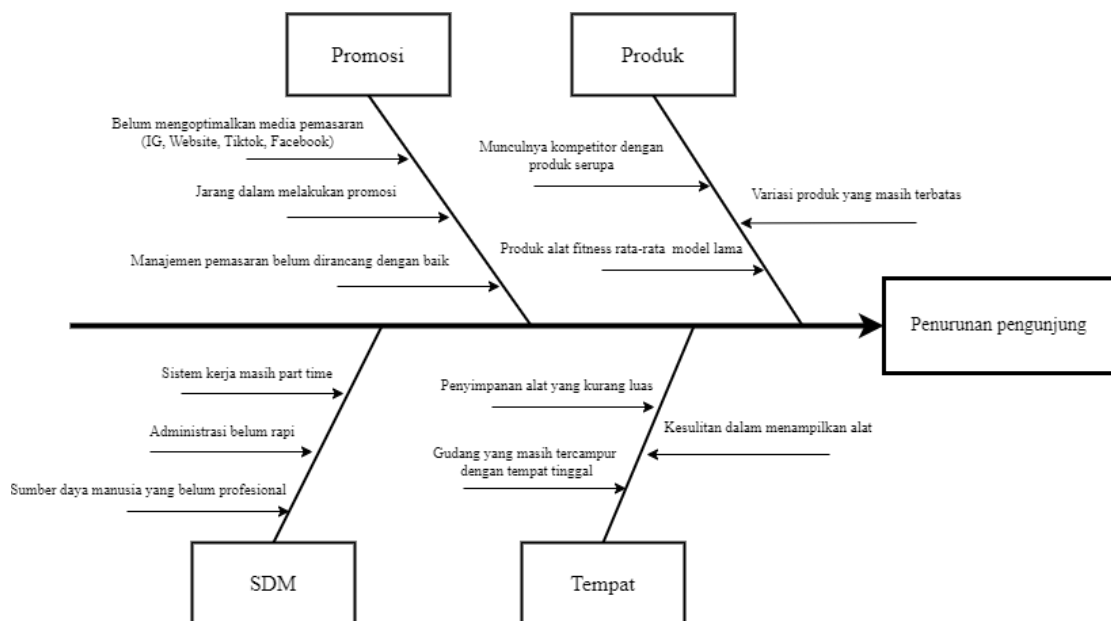 Promosi
Produk
Belum mengoptimalkan media pemasaran
(IG, Website, Tiktok, Facebook)
Jarang dalam melakukan promosi
Manajemen pemasaran belum dirancang dengan baik
Munculnya kompetitor dengan
produk serupa
Variasi produk yang masih terbatas
Produk alat fitness rata-rata model lama
Penurunan pengunjung
Sistem kerja masih part time
Administrasi belum rapi
Sumber daya manusia yang belum profesional
Penyimpanan alat yang kurang luas
Kesulitan dalam menampilkan alat
Gudang yang masih tercampur
dengan tempat tinggal
SDM
Tempat